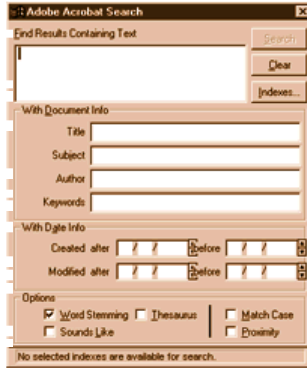 Adobe Acrobat Search
Find Results Containing Text
Search
Clear
Indexes...
With Document Info
Title
Subject
Author
Keywords
With Date Info
Created after / / before / /
Modified after / / before / /
Options
Word Stemming Thesaurus Match Case
Sounds Like Proximity
No selected indexes are available for search.